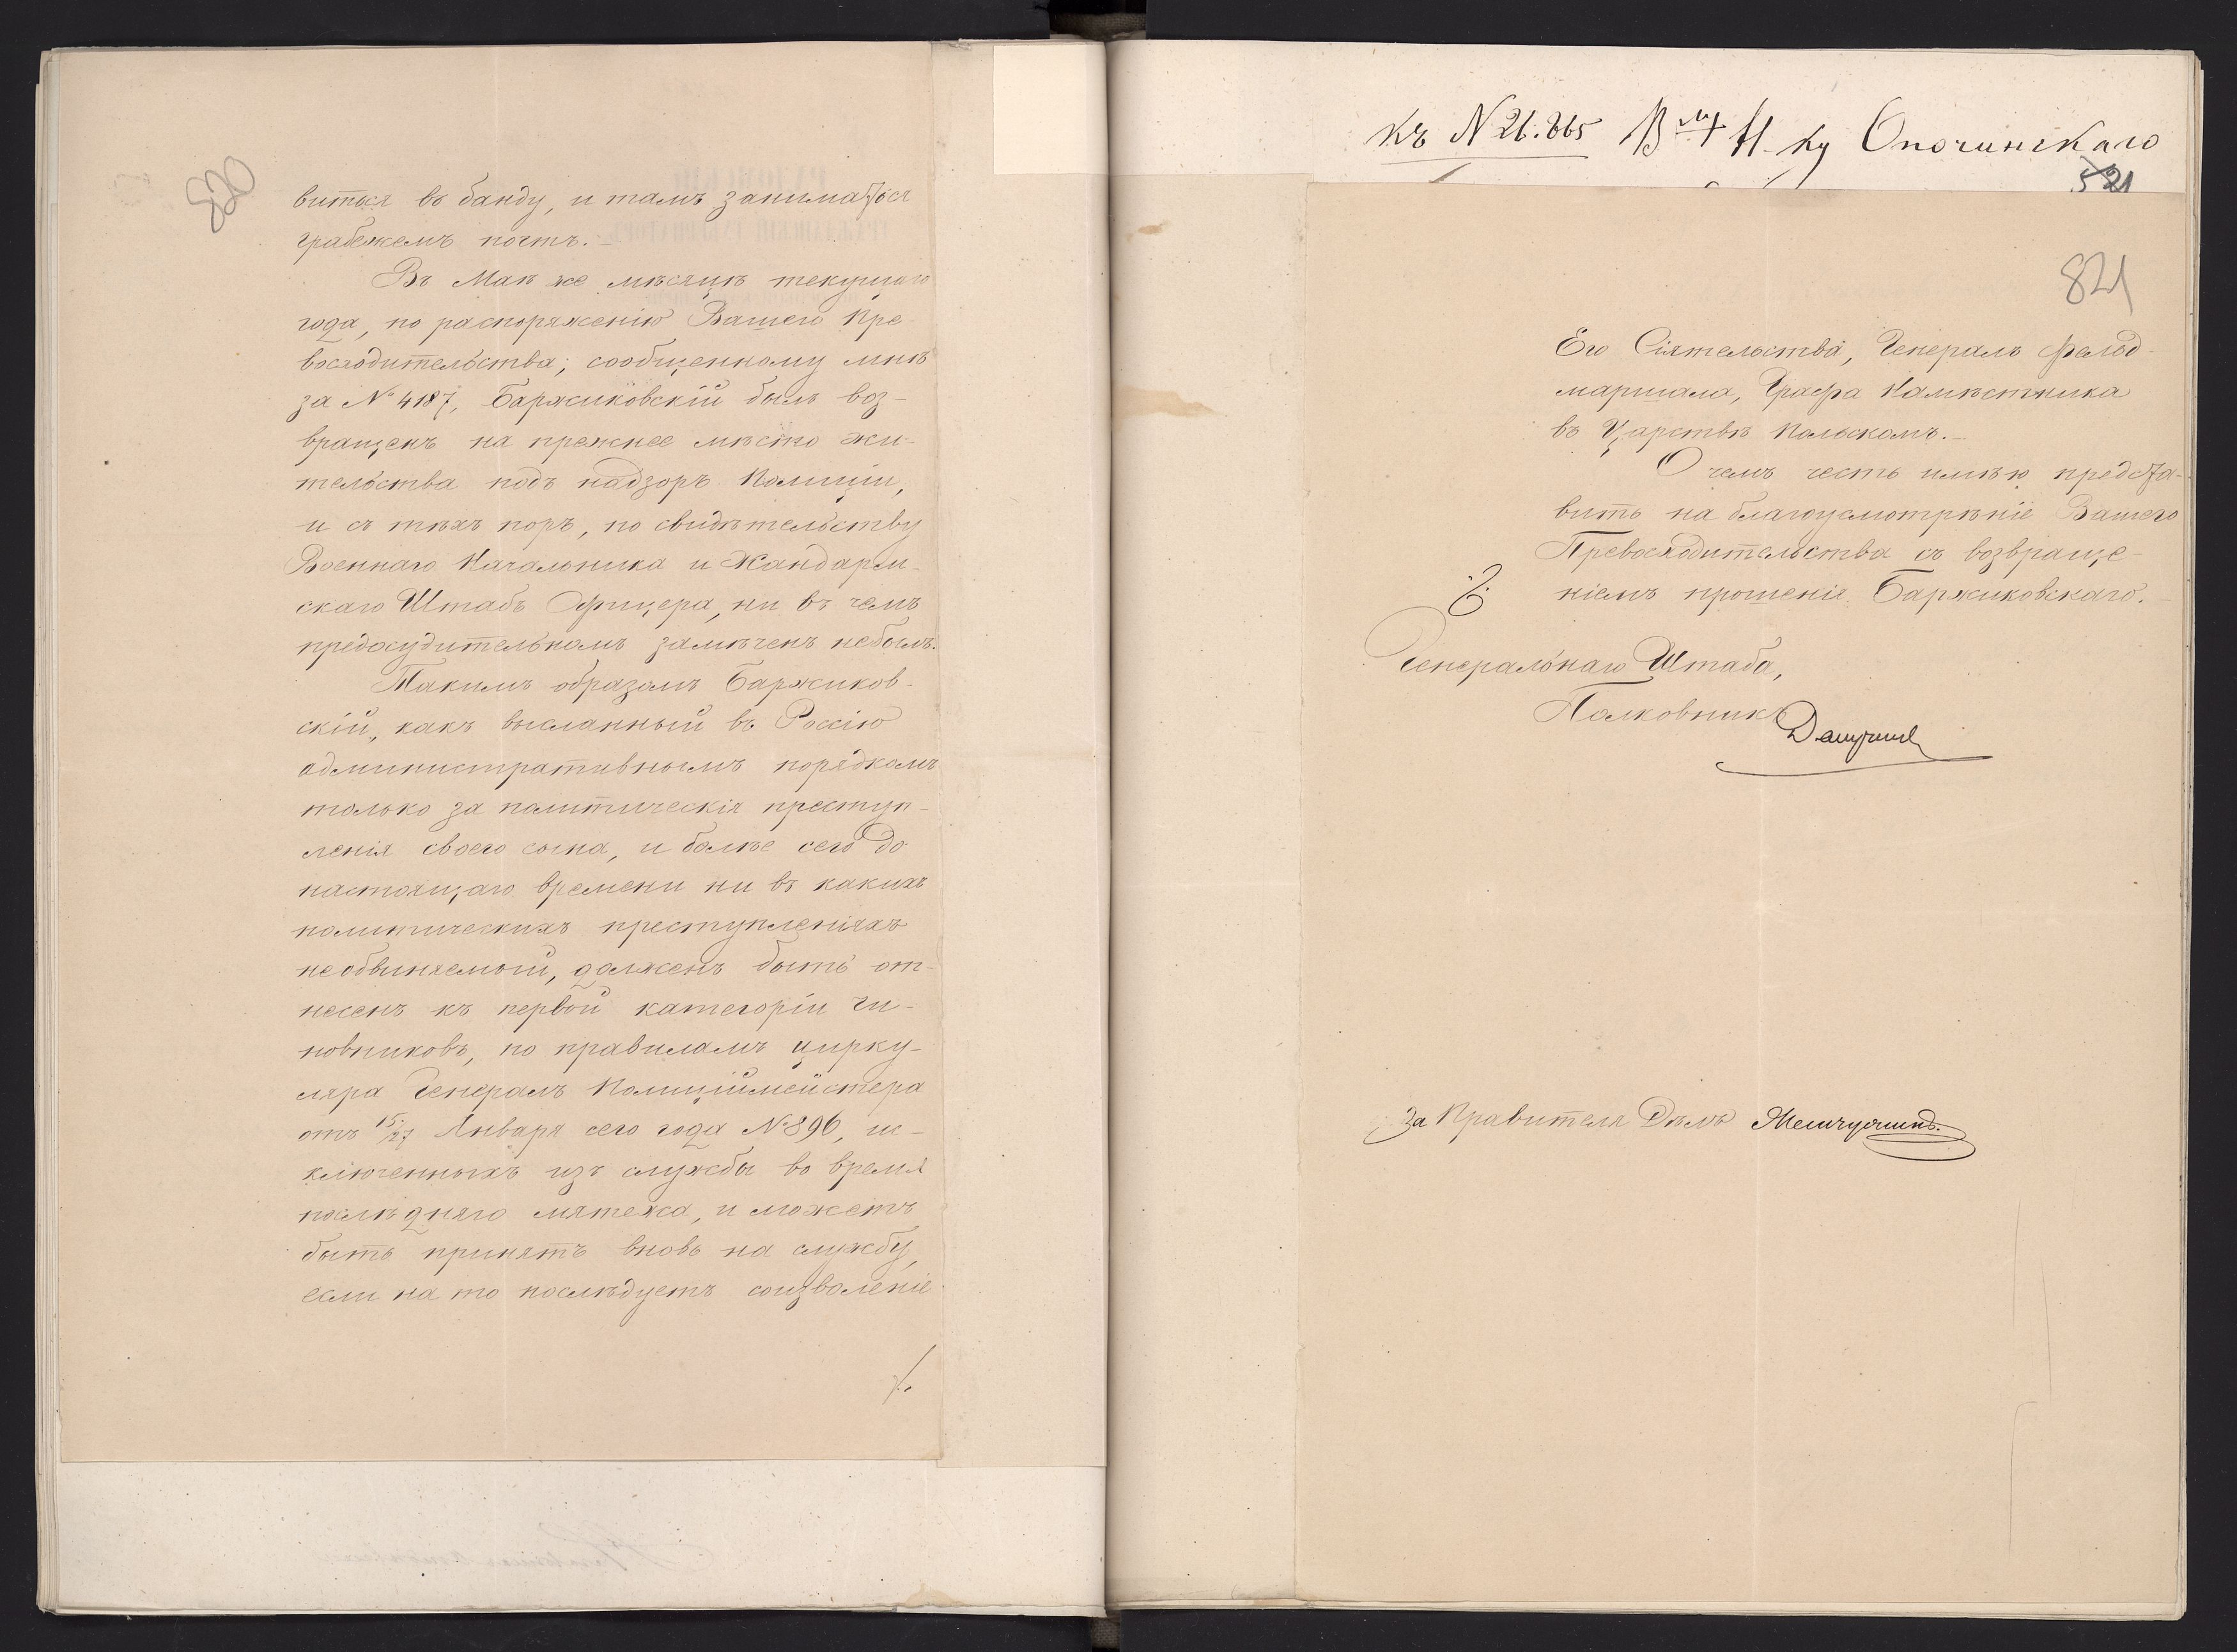 820
виться въ банду, и тамъ заниматься
грабежемъ почтъ.
Въ Маѣ же мѣсяцѣ текущаго
года, по распоряженію Вашего Пре-
восходительства, сообщенному мнѣ
за № 4187, Баржиковскій былъ воз-
вращенъ на прежнее мѣсто жи-
тельства подъ надзоръ Полиціи,
и съ тѣхъ поръ, по свидѣтельству
Военнаго Начальника и Жандарм-
скаго Штабъ Офицера, ни въ чемъ
предосудительномъ замѣченъ небылъ.
Такимъ образомъ Баржиков-
скій, какъ высланный въ Россію
административнымъ порядкомъ
только за политическія преступ-
ленія своего сына, и болѣе сего до
настоящаго времени ни въ какихъ
политическихъ преступленіяхъ
необвиняемый, долженъ быть от-
несенъ къ первой категоріи чи-
новниковъ, по правиламъ цирку-
ляра Генералъ Полиціймейстера
отъ 15/27 Января сего года № 896, ис-
ключенныхъ изъ службы во время
послѣдняго мятежа, и можетъ
быть принятъ вновь на службу,
если на то послѣдуетъ соизволеніе
./.
Къ N 26.665 В Н-ку Опочинскаго
521
821
Его Сіятельства, Генералъ Фельд-
маршала, Графа Намѣстника
въ Царствѣ Польскомъ.
О чемъ честь имѣю предста-
вить на благоусмотрѣніе Вашего
Превосходительства съ возвраще-
ніемъ прошенія Баржиковскаго.
Генеральнаго Штаба,
Полковникъ
За Правителя Дѣлъ